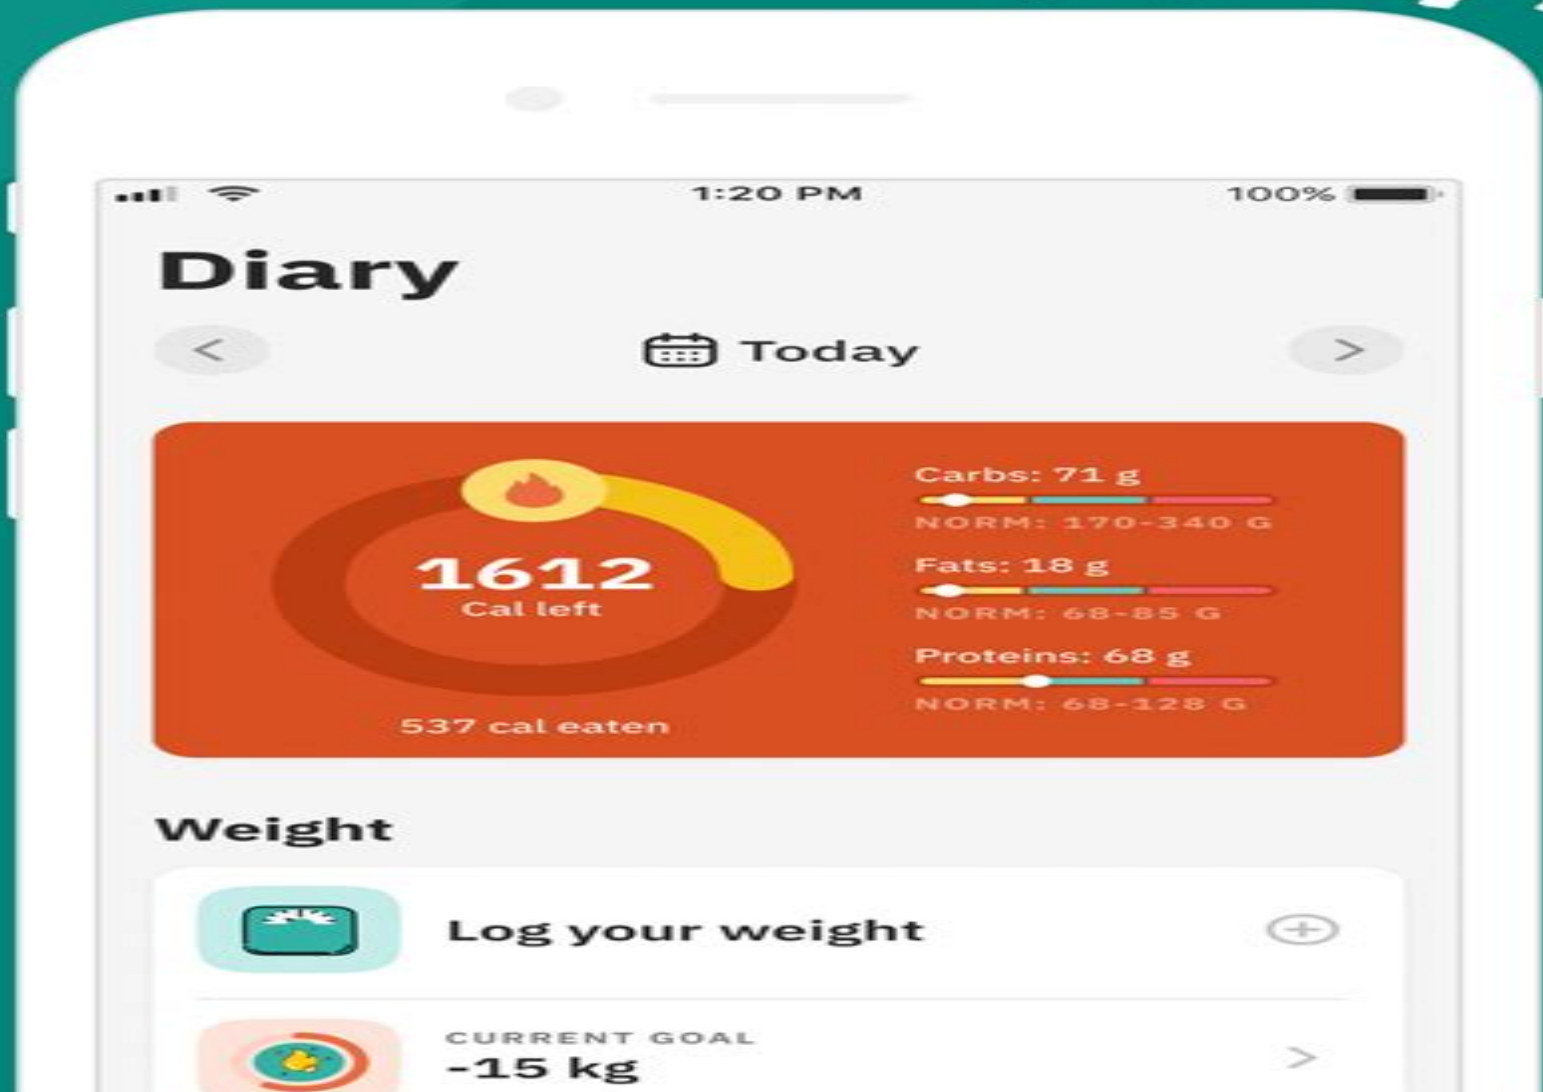 1:20 PM
100%
Diary
Today
1612
Cal left
537 cal eaten
Carbs: 71 g
NORM: 170-340 G
Fats: 18 g
NORM: 68-85 G
Proteins: 68 g
NORM: 68-128 G
Weight
Log your weight
CURRENT GOAL
-15 kg